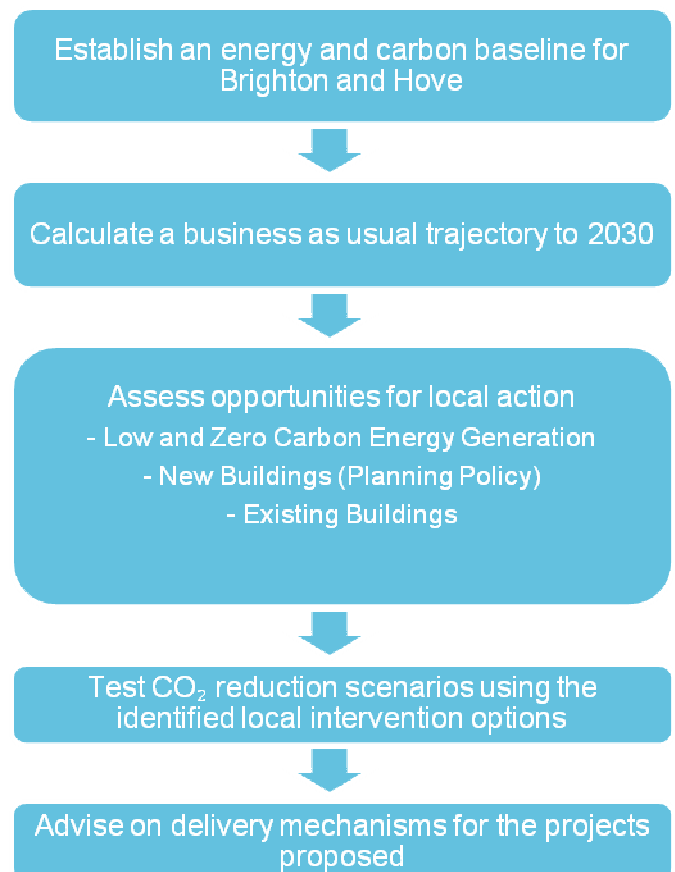 Establish an energy and carbon baseline for
Brighton and Hove
Calculate a business as usual trajectory to 2030
Assess opportunities for local action
- Low and Zero Carbon Energy Generation
- New Buildings (Planning Policy)
- Existing Buildings
Test CO₂ reduction scenarios using the
identified local intervention options
Advise on delivery mechanisms for the projects
proposed